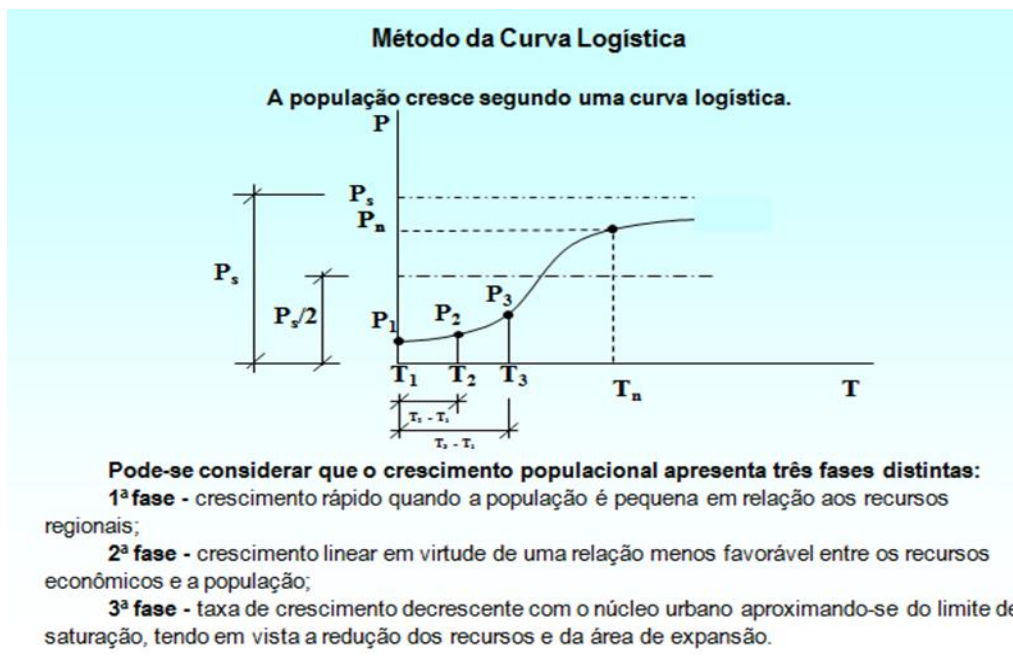 Método da Curva Logística
A população cresce segundo uma curva logística.
P
Ps
Pn
Ps
Ps/2
P1
P2
P3
T1 T2 T3 Tn T
T₂ - T₁
Pode-se considerar que o crescimento populacional apresenta três fases distintas:
1ª fase - crescimento rápido quando a população é pequena em relação aos recursos
regionais;
2ª fase - crescimento linear em virtude de uma relação menos favorável entre os recursos
econômicos e a população;
3ª fase - taxa de crescimento decrescente com o núcleo urbano aproximando-se do limite de
saturação, tendo em vista a redução dos recursos e da área de expansão.